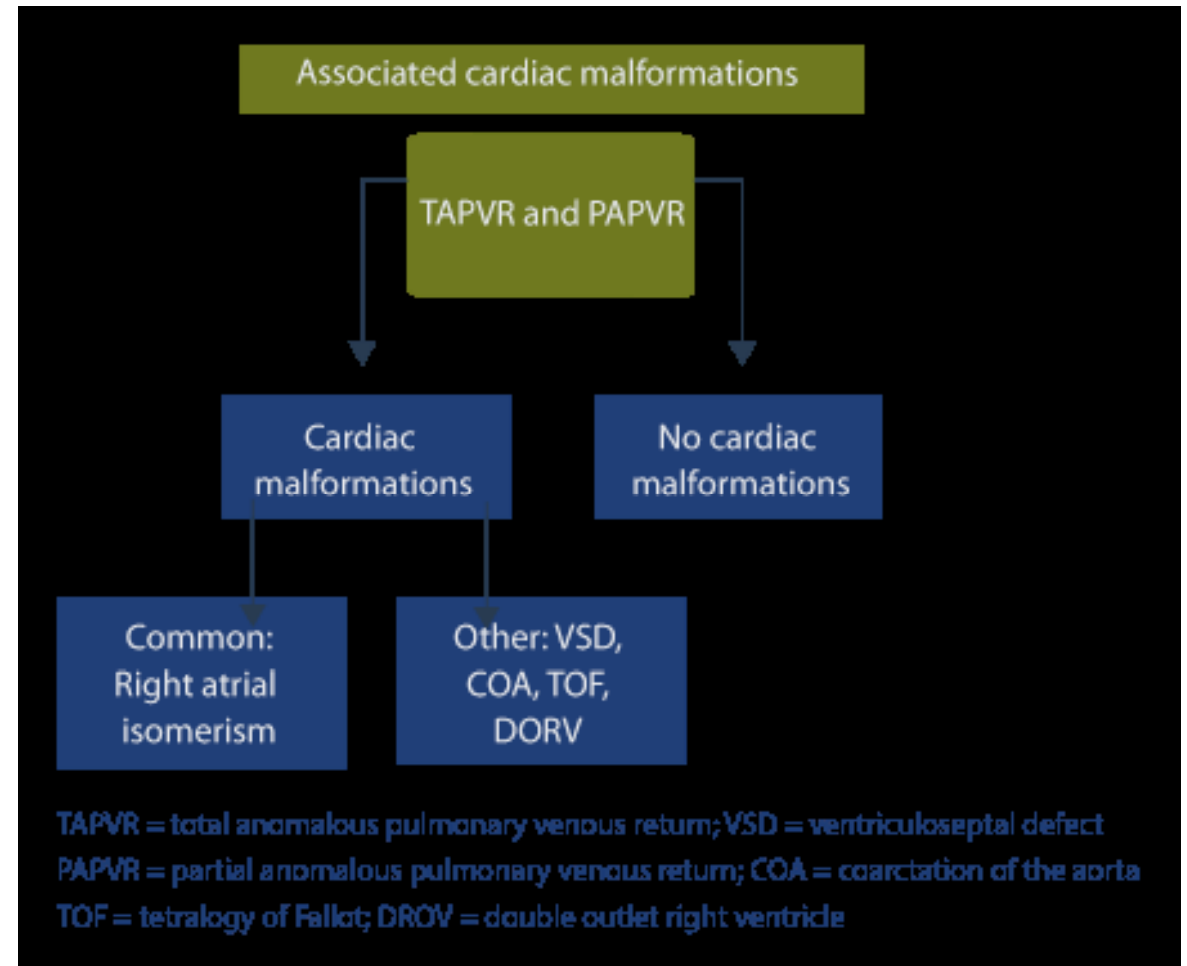 Associated cardiac malformations
TAPVR and PAPVR
Cardiac
malformations
No cardiac
malformations
Common:
Right atrial
isomerism
Other: VSD,
COA, TOF,
DORV
TAPVR = total anomalous pulmonary venous return; VSD = ventriculoseptal defect
PAPVR = partial anomalous pulmonary venous return; COA = coarctation of the aorta
TOF = tetralogy of Fallot; DROV = double outlet right ventricle